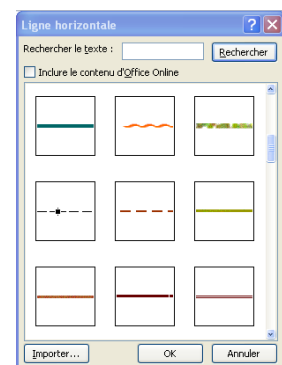 Ligne horizontale
Rechercher le texte :
Rechercher
Inclure le contenu d'Office Online
Importer...
OK
Annuler